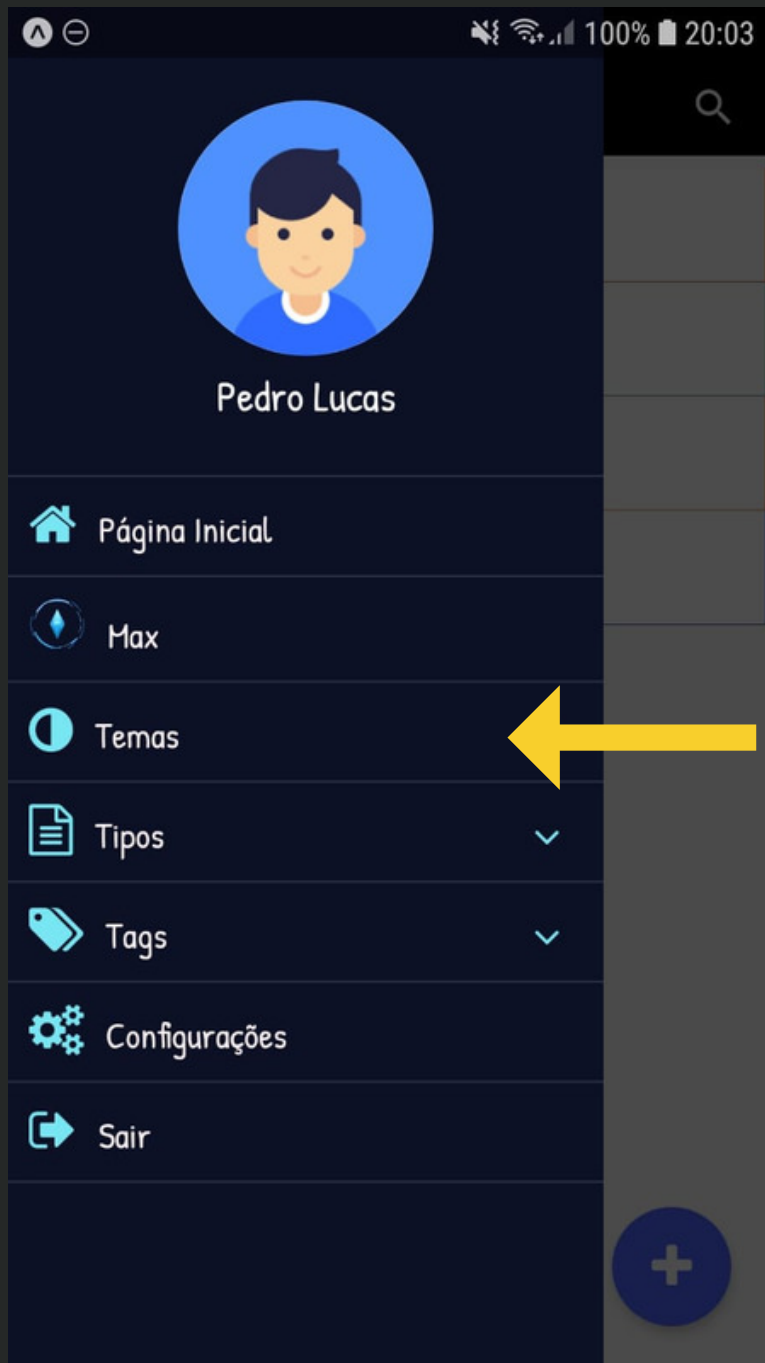 100% 20:03
Pedro Lucas
Página Inicial
Max
Temas
Tipos
Tags
Configurações
Sair